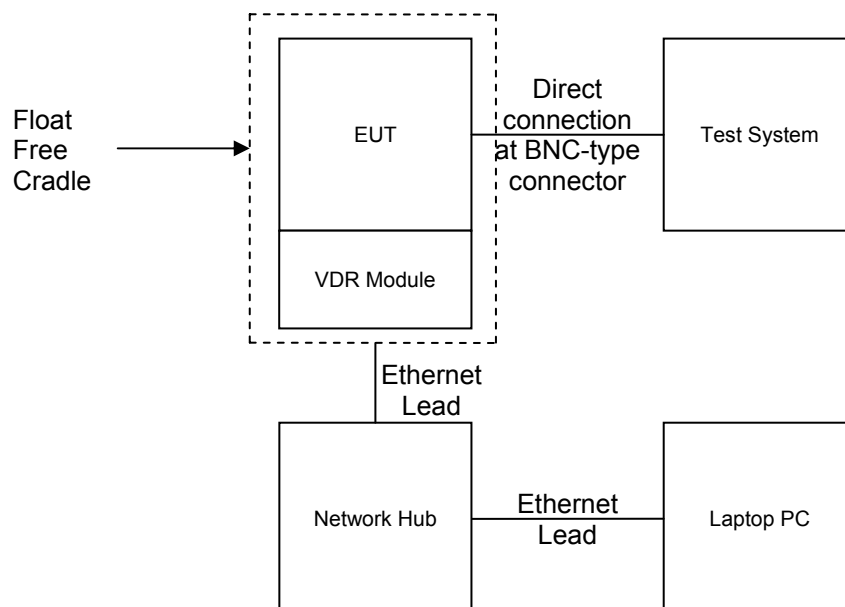 Float
Free
Cradle
EUT
Direct
connection
at BNC-type
connector
Test System
VDR Module
Ethernet
Lead
Network Hub
Ethernet
Lead
Laptop PC